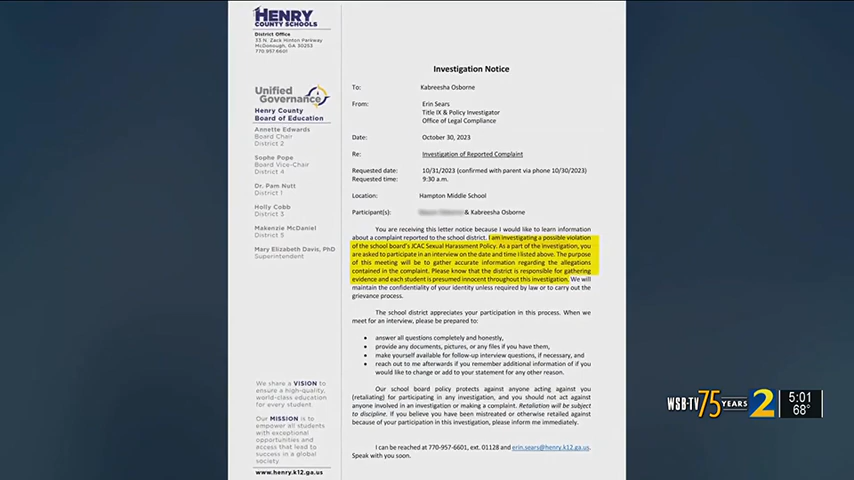 HENRY
COUNTY SCHOOLS
District Office
33 N. Zack Hinton Parkway
McDonough, GA 30253
770-957-6601
Unified
Governance
Henry County
Board of Education
Annette Edwards
Board Chair
District 2
Sophe Pope
Board Vice-Chair
District 4
Dr. Pam Nutt
District 1
Holly Cobb
District 3
Makenzie McDaniel
District 5
Mary Elizabeth Davis, PhD
Superintendent
We share a VISION to
ensure a high-quality,
world-class education
for every student.
Our MISSION is to
empower all students
with exceptional
opportunities and
access that lead to
success in a global
society.
www.henry.k12.ga.us
Investigation Notice
To: Kabreesha Osborne
From: Erin Sears
Title IX & Policy Investigator
Office of Legal Compliance
Date: October 30, 2023
Re: Investigation of Reported Complaint
Requested date: 10/31/2023 (confirmed with parent via phone 10/30/2023)
Requested time: 9:30 a.m.
Location: Hampton Middle School
Participant(s): & Kabreesha Osborne
You are receiving this letter notice because I would like to learn information
about a complaint reported to the school district. I am investigating a possible violation
of the school board's JCAC Sexual Harassment Policy. As a part of the investigation, you
are asked to participate in an interview on the date and time I listed above. The purpose
of this meeting will be to gather accurate information regarding the allegations
contained in the complaint. Please know that the district is responsible for gathering
evidence and each student is presumed innocent throughout this investigation. We will
maintain the confidentiality of your identity unless required by law or to carry out the
grievance process.
The school district appreciates your participation in this process. When we
meet for an interview, please be prepared to:
• answer all questions completely and honestly,
• provide any documents, pictures, or any files if you have them,
• make yourself available for follow-up interview questions, if necessary, and
• reach out to me afterwards if you remember additional information of if you
would like to change or add to your statement for any other reason.
Our school board policy protects against anyone acting against you
(retaliating) for participating in any investigation, and you should not act against
anyone involved in an investigation or making a complaint. Retaliation will be subject
to discipline. If you believe you have been mistreated or otherwise retaliated against
because of your participation in this investigation, please inform me immediately.
I can be reached at 770-957-6601, ext. 01128 and erin.sears@henry.k12.ga.us.
Speak with you soon.
WSB-TV 75 YEARS 2
5:01
68°